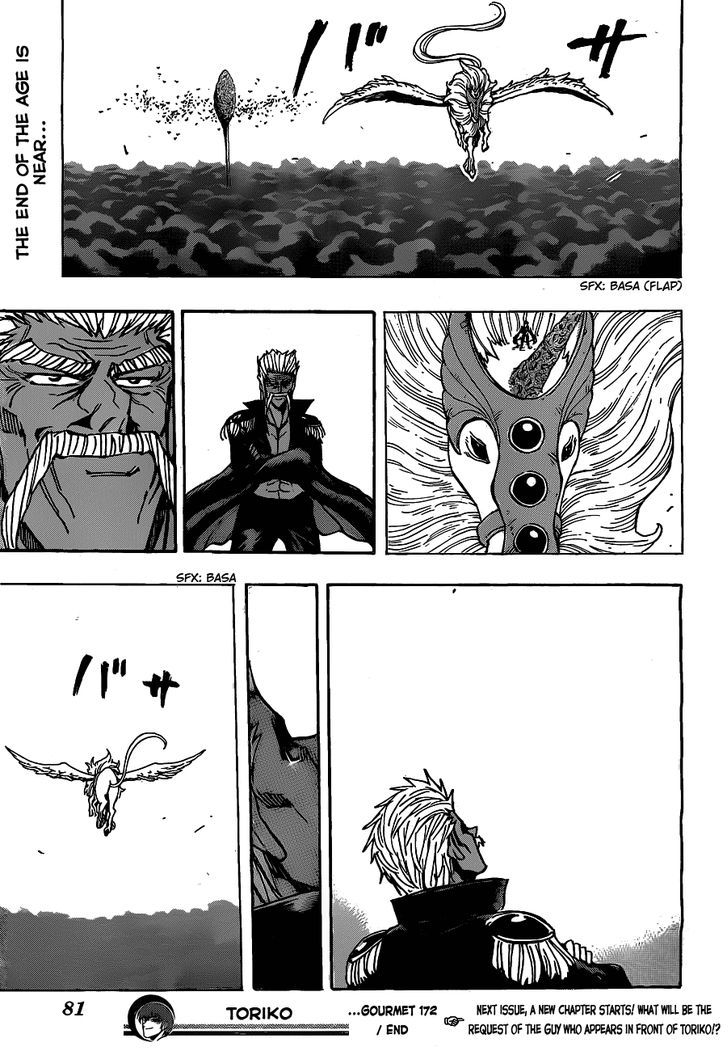 THE END OF THE AGE IS
NEAR...
バサ
SFX: BASA (FLAP)
SFX: BASA
バサ
81
TORIKO
...GOURMET 172
/ END
☞ NEXT ISSUE, A NEW CHAPTER STARTS! WHAT WILL BE THE
REQUEST OF THE GUY WHO APPEARS IN FRONT OF TORIKO!?